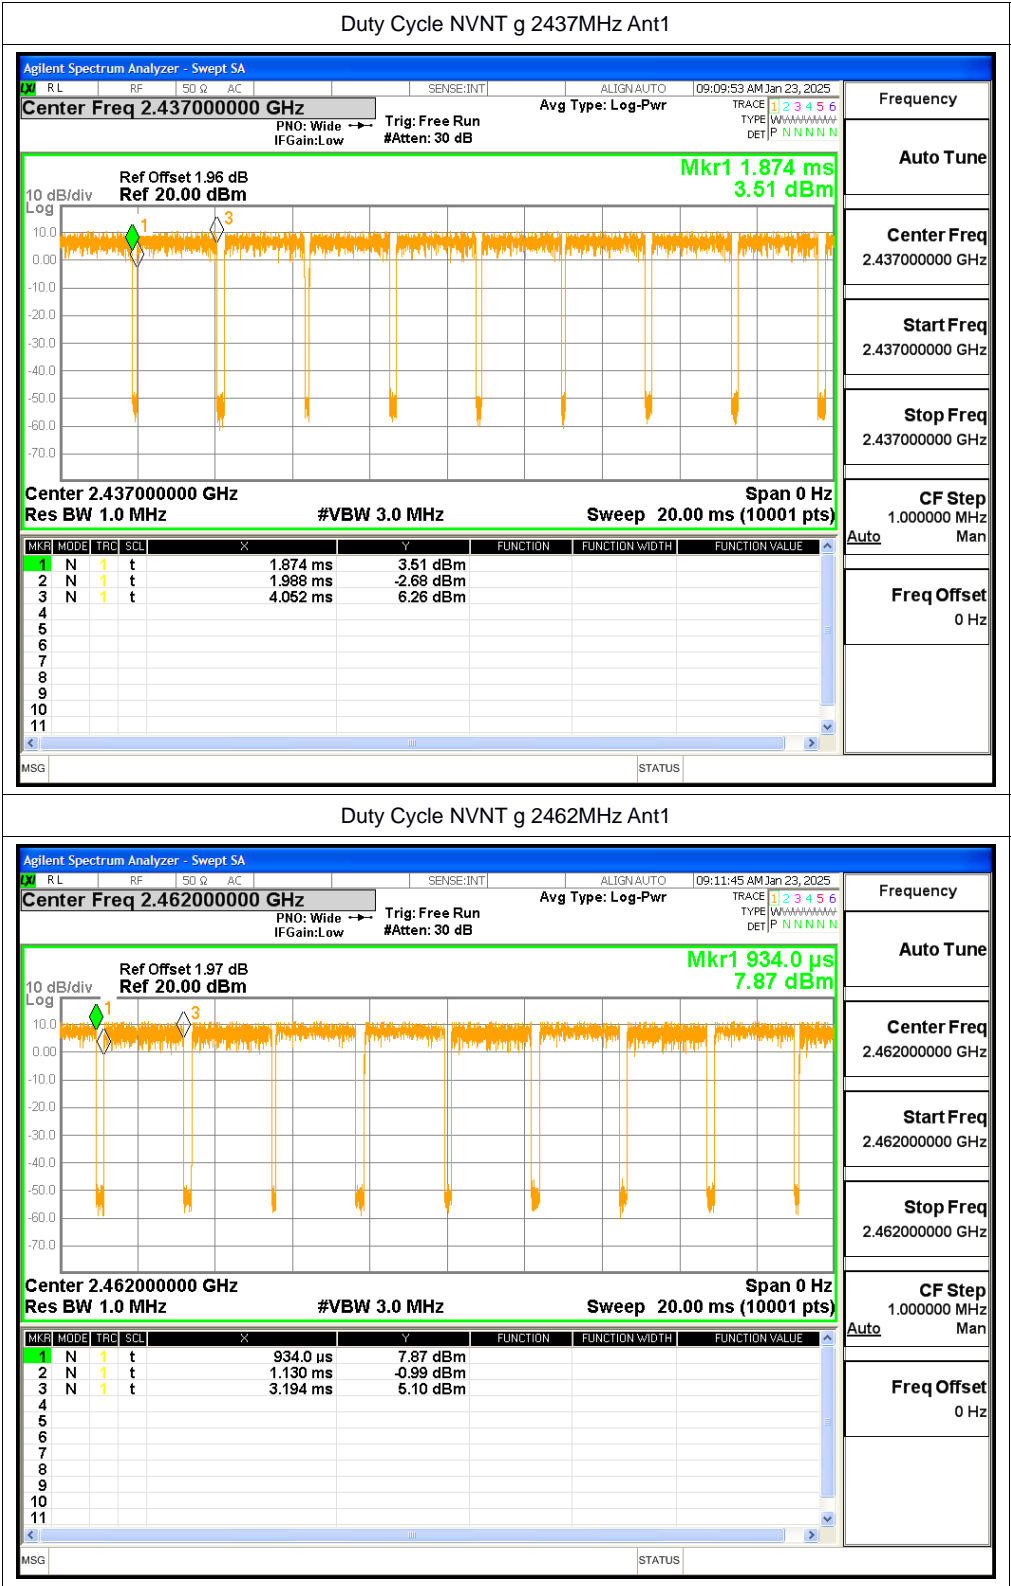 Duty Cycle NVNT g 2437MHz Ant1
Agilent Spectrum Analyzer - Swept SA
LXI RL RF 50 Ω AC SENSE:INT ALIGN AUTO 09:09:53 AM Jan 23, 2025
Center Freq 2.437000000 GHz
PNO: Wide Trig: Free Run
IFGain:Low #Atten: 30 dB
Avg Type: Log-Pwr
TRACE 1 2 3 4 5 6
TYPE
DET P N N N N N
Mkr1 1.874 ms
3.51 dBm
Ref Offset 1.96 dB
10 dB/div Ref 20.00 dBm
Log
1
3
10.0
0.00
-10.0
-20.0
-30.0
-40.0
-50.0
-60.0
-70.0
Center 2.437000000 GHz Span 0 Hz
Res BW 1.0 MHz #VBW 3.0 MHz Sweep 20.00 ms (10001 pts)
MKR MODE TRC SCL X Y FUNCTION FUNCTION WIDTH FUNCTION VALUE
1 N 1 t 1.874 ms 3.51 dBm
2 N 1 t 1.988 ms -2.68 dBm
3 N 1 t 4.052 ms 6.26 dBm
4
5
6
7
8
9
10
11
MSG STATUS
Frequency
Auto Tune
Center Freq
2.437000000 GHz
Start Freq
2.437000000 GHz
Stop Freq
2.437000000 GHz
CF Step
1.000000 MHz
Auto Man
Freq Offset
0 Hz
Duty Cycle NVNT g 2462MHz Ant1
Agilent Spectrum Analyzer - Swept SA
LXI RL RF 50 Ω AC SENSE:INT ALIGN AUTO 09:11:45 AM Jan 23, 2025
Center Freq 2.462000000 GHz
PNO: Wide Trig: Free Run
IFGain:Low #Atten: 30 dB
Avg Type: Log-Pwr
TRACE 1 2 3 4 5 6
TYPE
DET P N N N N N
Mkr1 934.0 µs
7.87 dBm
Ref Offset 1.97 dB
10 dB/div Ref 20.00 dBm
Log
1
3
10.0
0.00
-10.0
-20.0
-30.0
-40.0
-50.0
-60.0
-70.0
Center 2.462000000 GHz Span 0 Hz
Res BW 1.0 MHz #VBW 3.0 MHz Sweep 20.00 ms (10001 pts)
MKR MODE TRC SCL X Y FUNCTION FUNCTION WIDTH FUNCTION VALUE
1 N 1 t 934.0 µs 7.87 dBm
2 N 1 t 1.130 ms -0.99 dBm
3 N 1 t 3.194 ms 5.10 dBm
4
5
6
7
8
9
10
11
MSG STATUS
Frequency
Auto Tune
Center Freq
2.462000000 GHz
Start Freq
2.462000000 GHz
Stop Freq
2.462000000 GHz
CF Step
1.000000 MHz
Auto Man
Freq Offset
0 Hz